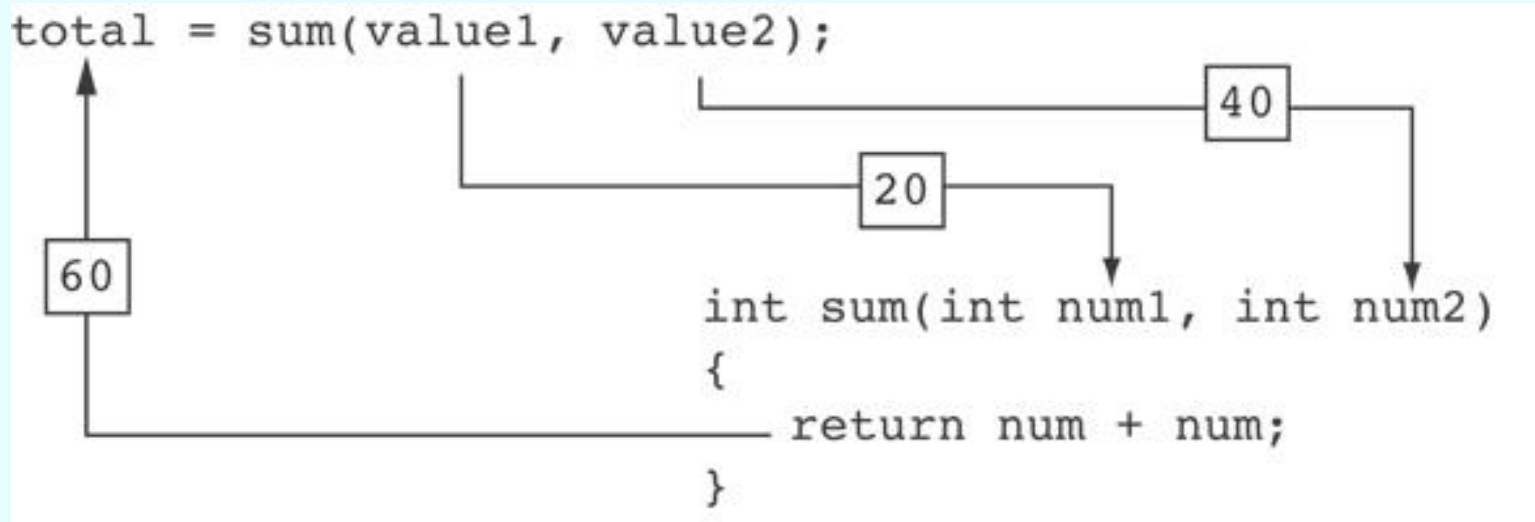 total = sum(value1, value2);
40
20
60
int sum(int num1, int num2)
{
return num + num;
}